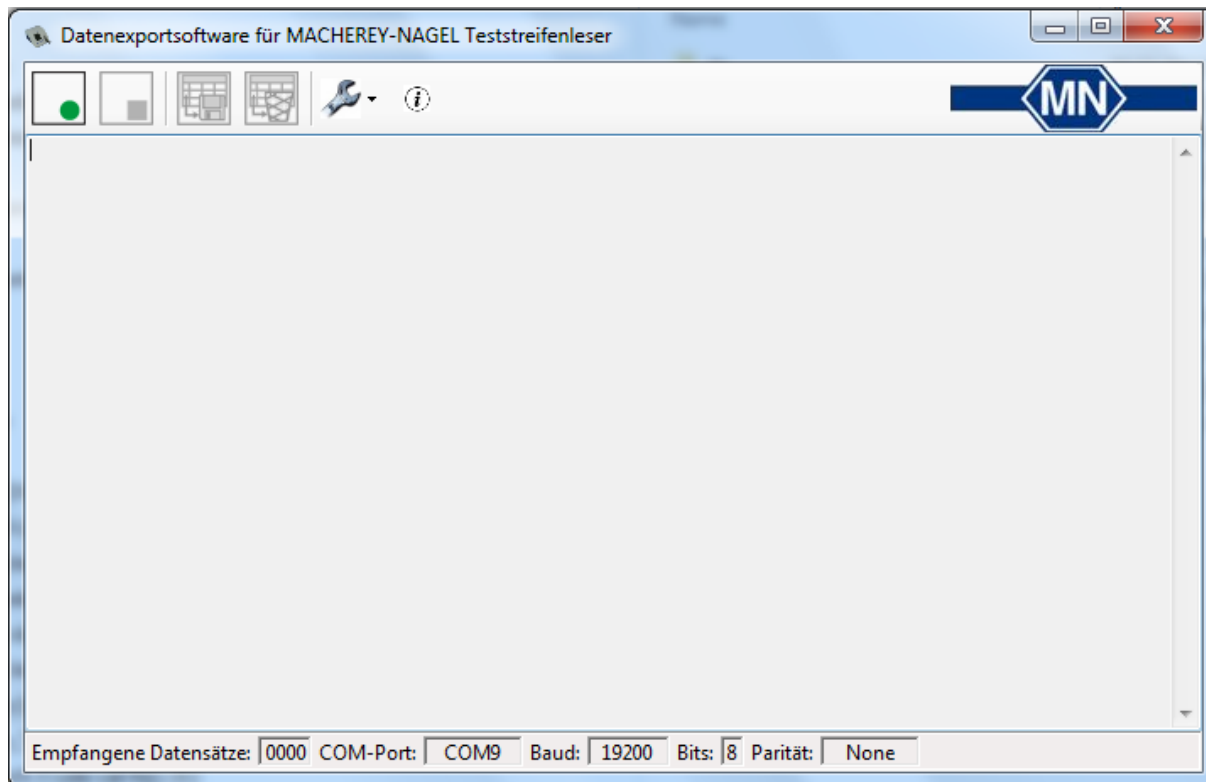 Datenexportsoftware für MACHEREY-NAGEL Teststreifenleser
MN
Empfangene Datensätze: 0000 COM-Port: COM9 Baud: 19200 Bits: 8 Parität: None